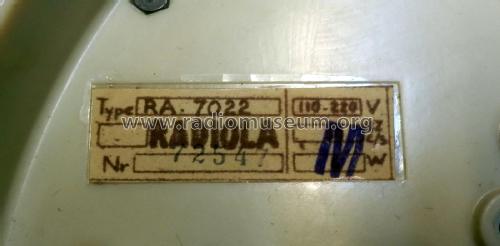 Type RA. 7022 110-220 V
RADIOLA
Nr 72547 W
M
www.radiomuseum.org